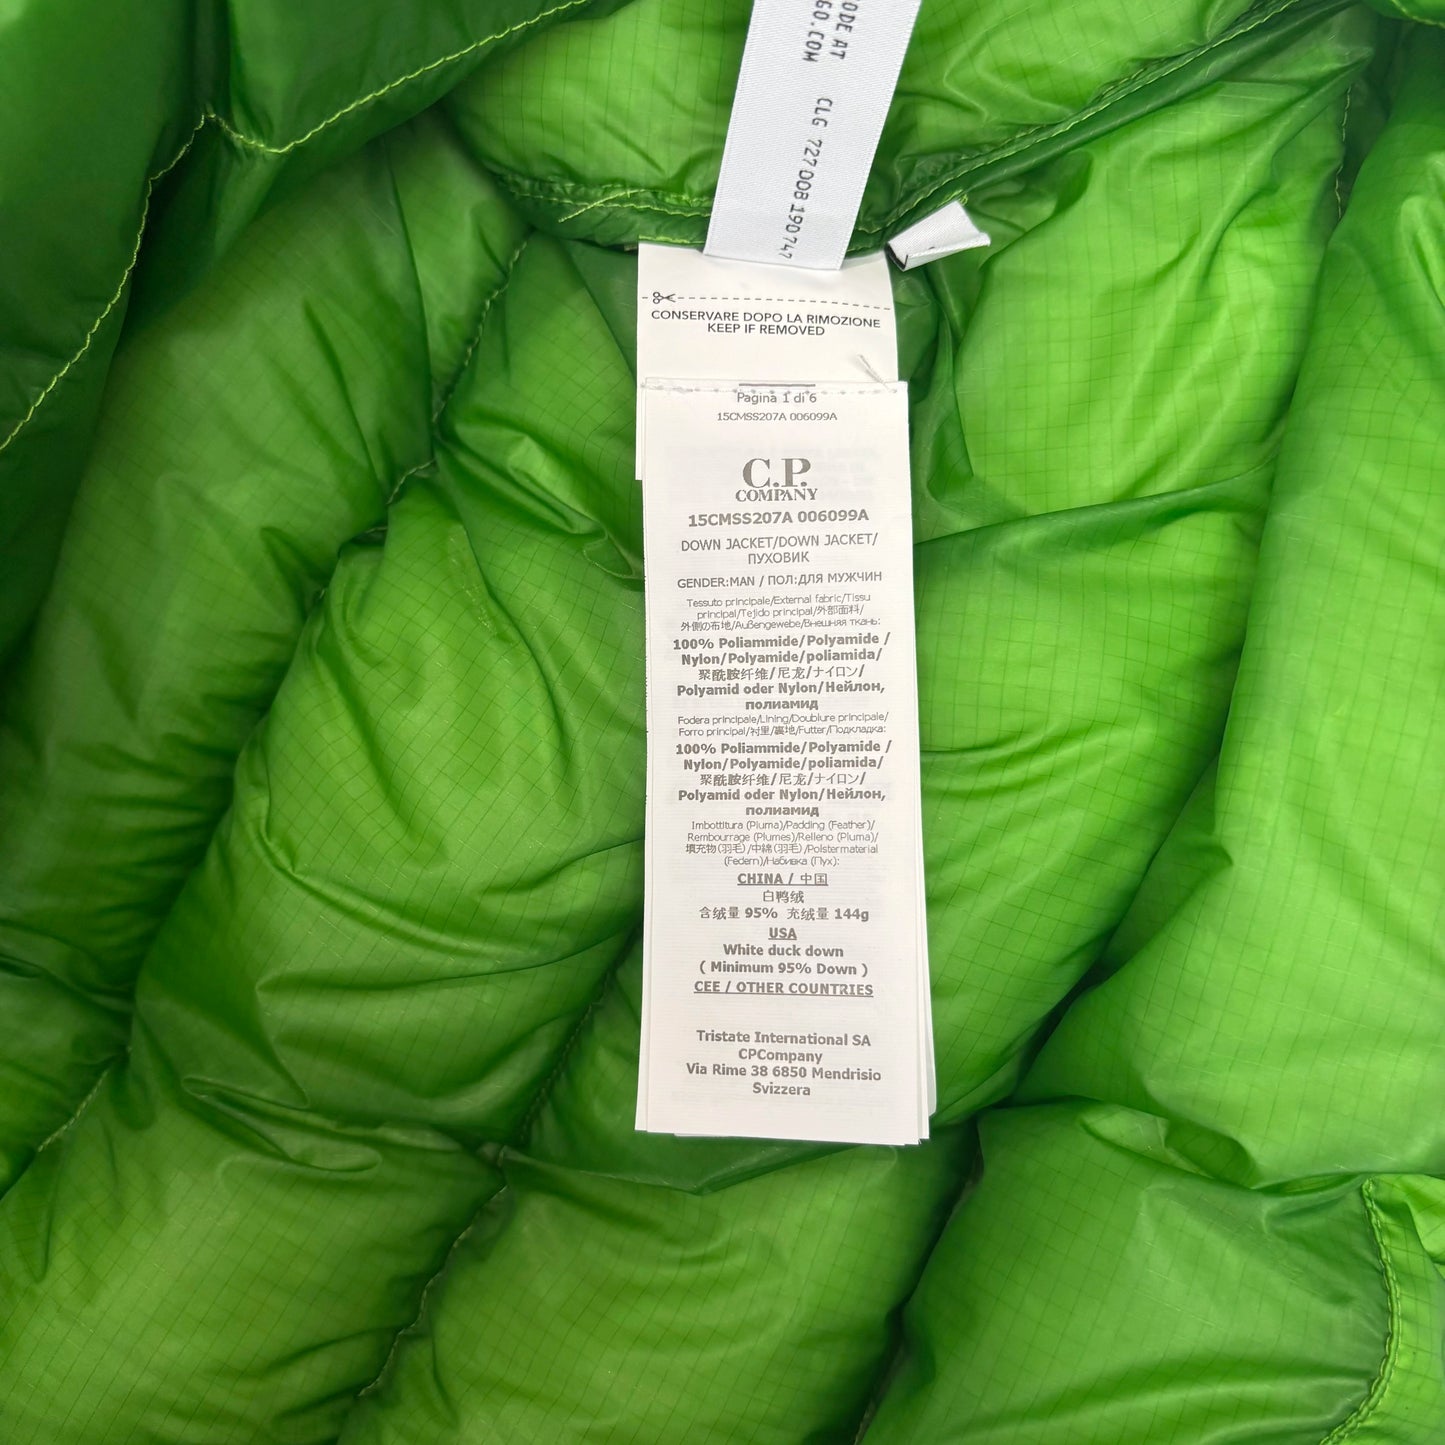 ODE AT
60.COM
CLG 727 008 190 747
CONSERVARE DOPO LA RIMOZIONE
KEEP IF REMOVED
Pagina 1 di 6
15CMSS207A 006099A
C.P.
COMPANY
15CMSS207A 006099A
DOWN JACKET/DOWN JACKET/
ПУХОВИК
GENDER:MAN / ПОЛ:ДЛЯ МУЖЧИН
Tessuto principale/External fabric/Tissu
principal/Tejido principal/外部面料/
外側の布地/Außengewebe/Внешняя ткань:
100% Poliammide/Polyamide /
Nylon/Polyamide/poliamida/
聚酰胺纤维/尼龙/ナイロン/
Polyamid oder Nylon/Нейлон,
полиамид
Fodera principale/Lining/Doublure principale/
Forro principal/衬里/裏地/Futter/Подкладка:
100% Poliammide/Polyamide /
Nylon/Polyamide/poliamida/
聚酰胺纤维/尼龙/ナイロン/
Polyamid oder Nylon/Нейлон,
полиамид
Imbottitura (Piuma)/Padding (Feather)/
Rembourrage (Plumes)/Relleno (Pluma)/
填充物(羽毛)/中綿(羽毛)/Polstermaterial
(Federn)/Набивка (Пух):
CHINA / 中国
白鸭绒
含绒量 95% 充绒量 144g
USA
White duck down
( Minimum 95% Down )
CEE / OTHER COUNTRIES
Tristate International SA
CPCompany
Via Rime 38 6850 Mendrisio
Svizzera